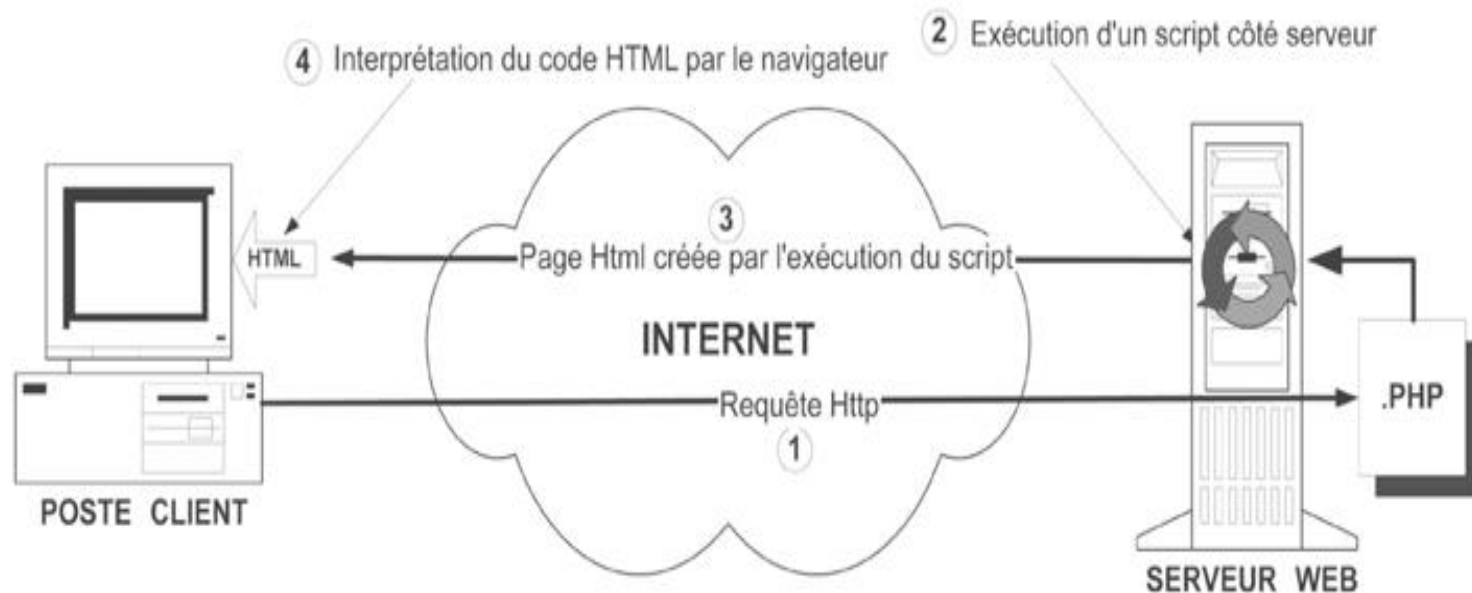 ② Exécution d'un script côté serveur
④ Interprétation du code HTML par le navigateur
③
HTML
Page Html créée par l'exécution du script
INTERNET
Requête Http
.PHP
①
POSTE CLIENT
SERVEUR WEB